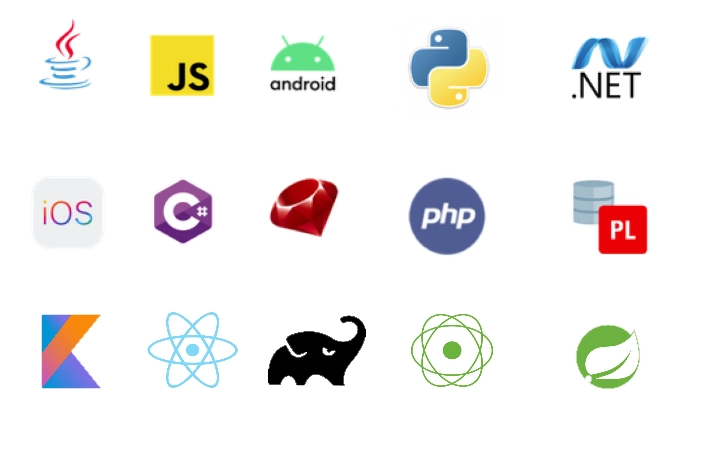 JS
android
.NET
iOS
C#
php
PL